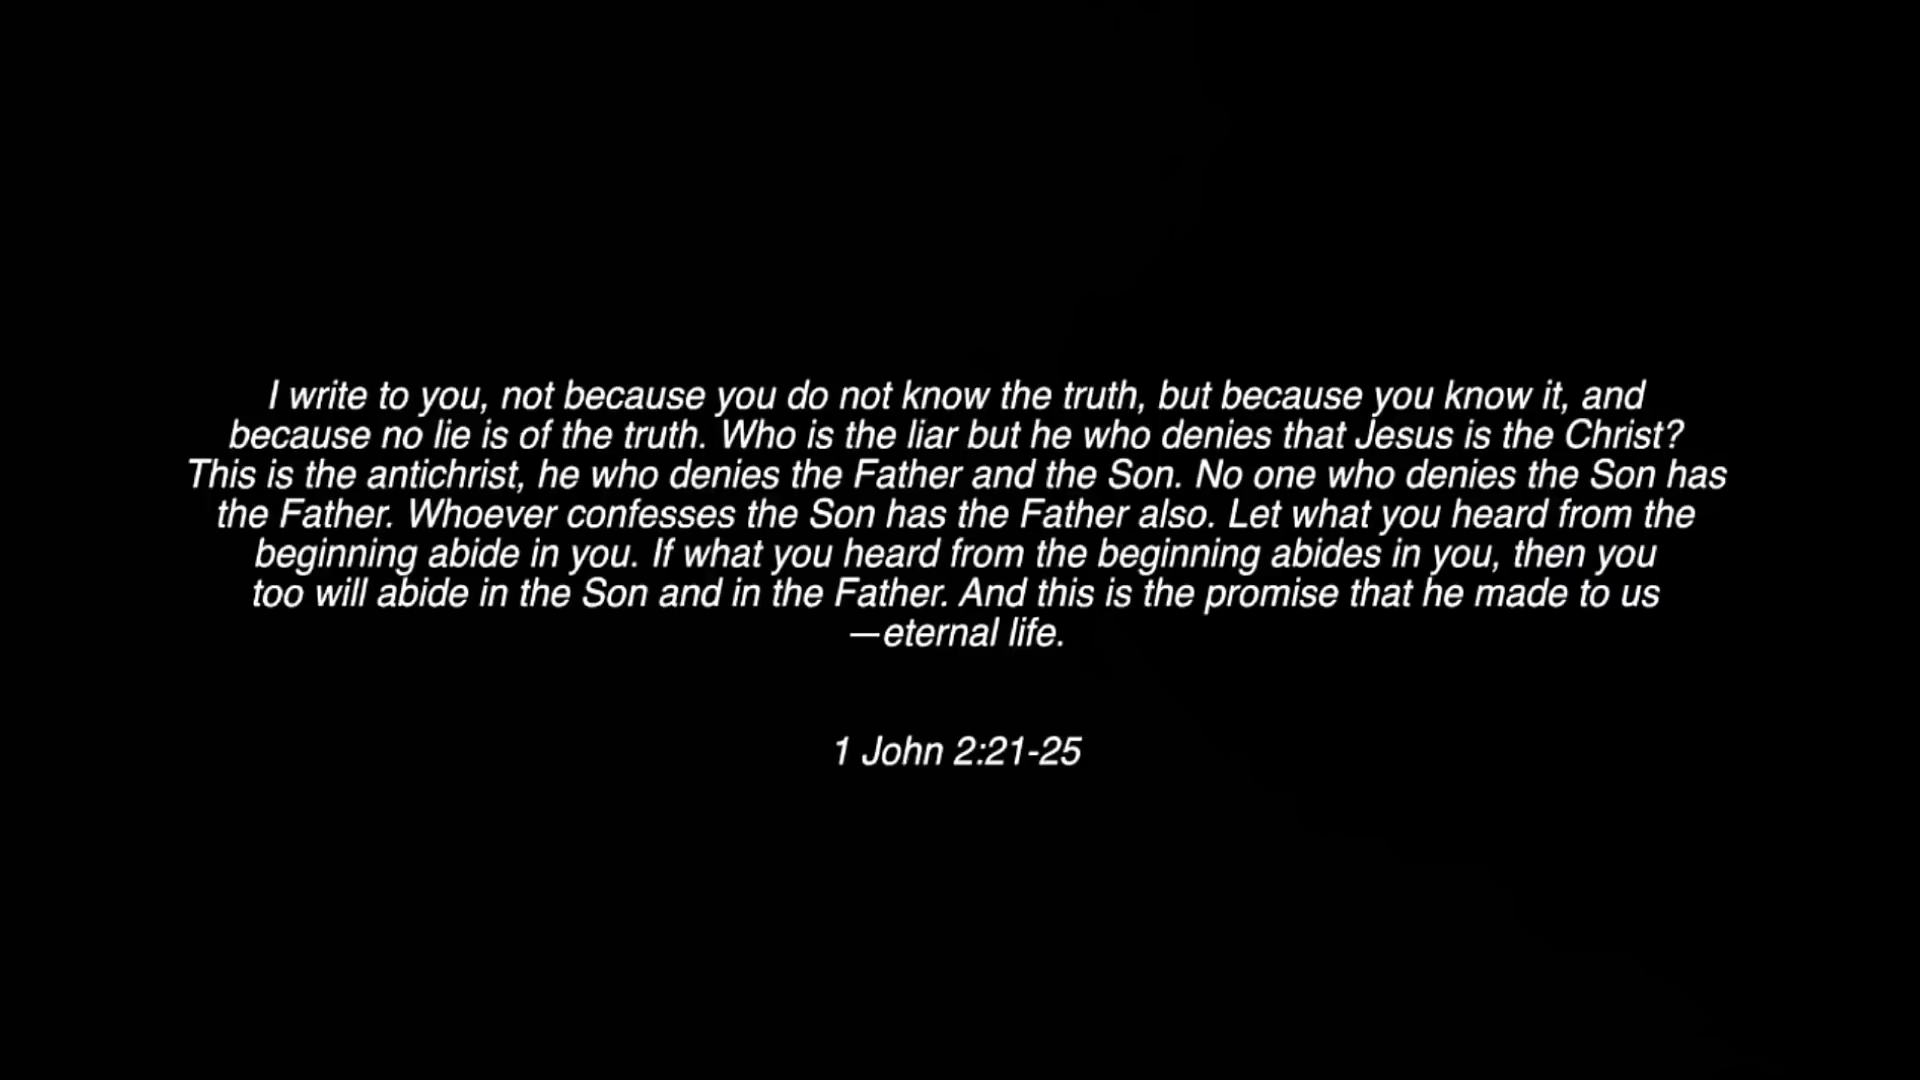 I write to you, not because you do not know the truth, but because you know it, and
because no lie is of the truth. Who is the liar but he who denies that Jesus is the Christ?
This is the antichrist, he who denies the Father and the Son. No one who denies the Son has
the Father. Whoever confesses the Son has the Father also. Let what you heard from the
beginning abide in you. If what you heard from the beginning abides in you, then you
too will abide in the Son and in the Father. And this is the promise that he made to us
—eternal life.
1 John 2:21-25